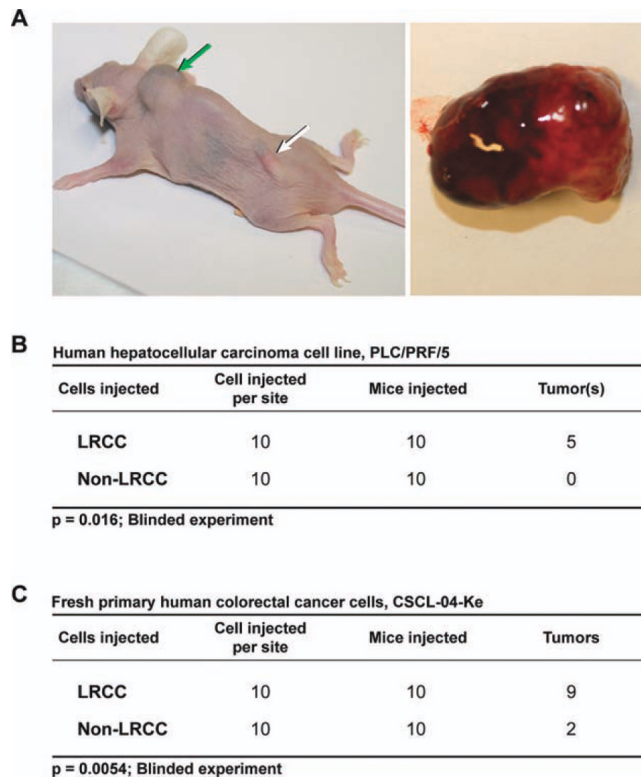 A
B
Human hepatocellular carcinoma cell line, PLC/PRF/5
Cells injected Cell injected per site Mice injected Tumor(s)
LRCC 10 10 5
Non-LRCC 10 10 0
p = 0.016; Blinded experiment
C
Fresh primary human colorectal cancer cells, CSCL-04-Ke
Cells injected Cell injected per site Mice injected Tumors
LRCC 10 10 9
Non-LRCC 10 10 2
p = 0.0054; Blinded experiment